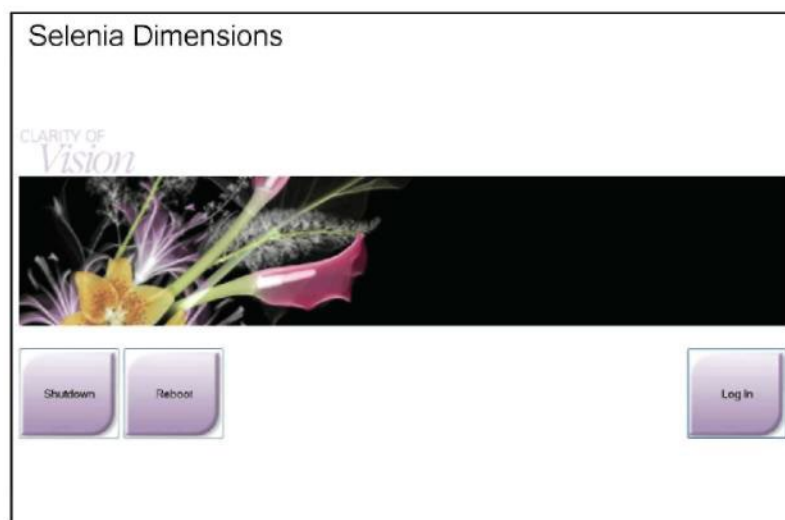 Selenia Dimensions
CLARITY OF
Vision
Shutdown
Reboot
Log In